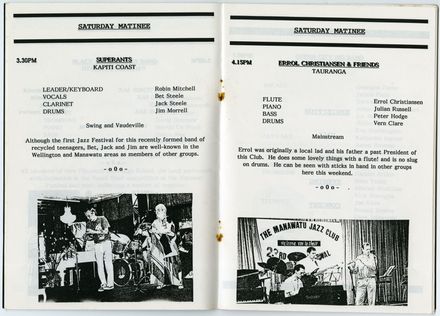 SATURDAY MATINEE
3.30PM SUPERANTS
KAPITI COAST
LEADER/KEYBOARD Robin Mitchell
VOCALS Bet Steele
CLARINET Jack Steele
DRUMS Jim Morrell
Swing and Vaudeville
Although the first Jazz Festival for this recently formed band of
recycled teenagers, Bet, Jack and Jim are well-known in the
Wellington and Manawatu areas as members of other groups.
-oOo-
SATURDAY MATINEE
4.15PM ERROL CHRISTIANSEN & FRIENDS
TAURANGA
FLUTE Errol Christiansen
PIANO Julian Russell
BASS Peter Hodge
DRUMS Vern Clare
Mainstream
Errol was originally a local lad and his father a past President of
this Club. He does some lovely things with a flute! and is no slug
on drums. He can be seen with sticks in hand in other groups
here this weekend.
-oOo-
THE MANAWATU JAZZ CLUB